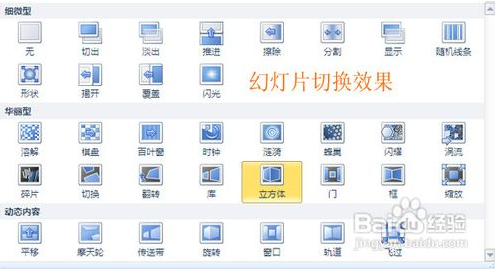 细微型
无 切出 淡出 推进 擦除 分割 显示 随机线条
形状 揭开 覆盖 闪光
幻灯片切换效果
华丽型
溶解 棋盘 百叶窗 时钟 涟漪 蜂巢 闪耀 涡流
碎片 切换 翻转 库 立方体 门 框 缩放
动态内容
平移 摩天轮 传送带 旋转 窗口 轨道 飞过
Baidu经验
jingyan.baidu.com